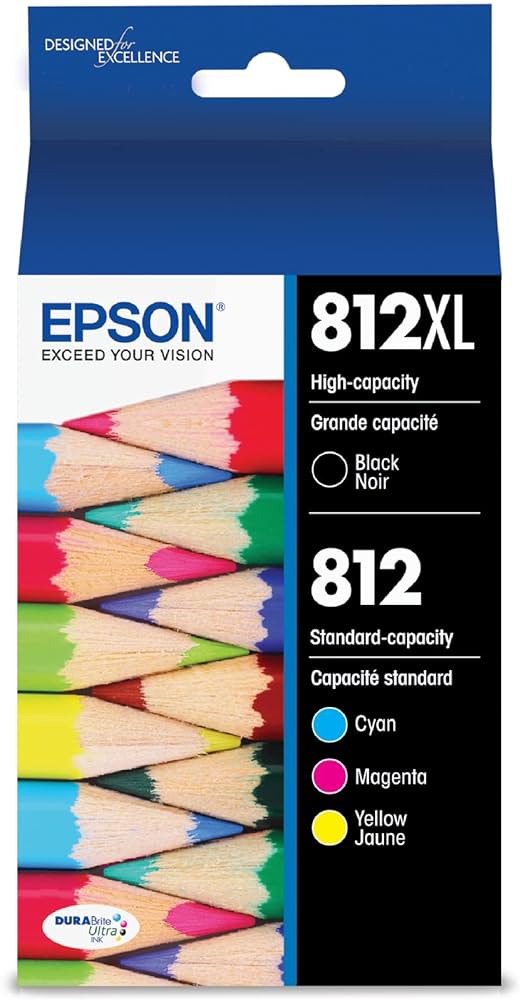 DESIGNED for
EXCELLENCE
EPSON®
EXCEED YOUR VISION
812XL
High-capacity
Grande capacité
Black
Noir
812
Standard-capacity
Capacité standard
Cyan
Magenta
Yellow
Jaune
DURABrite
Ultra
INK